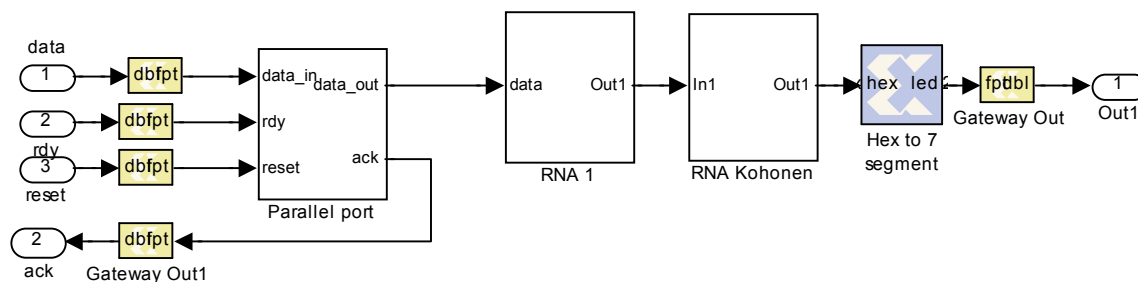 data
1
dbfpt
data_in
data_out
data
Out1
In1
Out1
hex
led
fpdbl
1
Out1
2
dbfpt
rdy
rdy
Hex to 7
segment
Gateway Out
3
dbfpt
reset
ack
reset
Parallel port
RNA 1
RNA Kohonen
2
dbfpt
ack
Gateway Out1